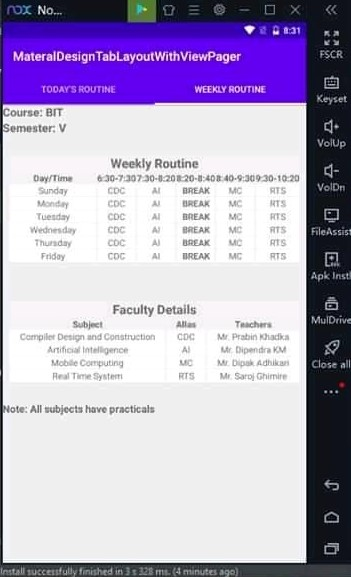 nox No...
8:31
MateralDesignTabLayoutWithViewPager
TODAY'S ROUTINE WEEKLY ROUTINE
Course: BIT
Semester: V
Weekly Routine
Day/Time 6:30-7:30 7:30-8:20 8:20-8:40 8:40-9:30 9:30-10:20
Sunday CDC AI BREAK MC RTS
Monday CDC AI BREAK MC RTS
Tuesday CDC AI BREAK MC RTS
Wednesday CDC AI BREAK MC RTS
Thursday CDC AI BREAK MC RTS
Friday CDC AI BREAK MC RTS
Faculty Details
Subject Alias Teachers
Compiler Design and Construction CDC Mr. Prabin Khadka
Artificial Intelligence AI Mr. Dipendra KM
Mobile Computing MC Mr. Dipak Adhikari
Real Time System RTS Mr. Saroj Ghimire
Note: All subjects have practicals
FSCR
Keyset
VolUp
VolDn
FileAssist
Apk Inst
MulDrive
Close all
Install successfully finished in 3 s 328 ms. (4 minutes ago)